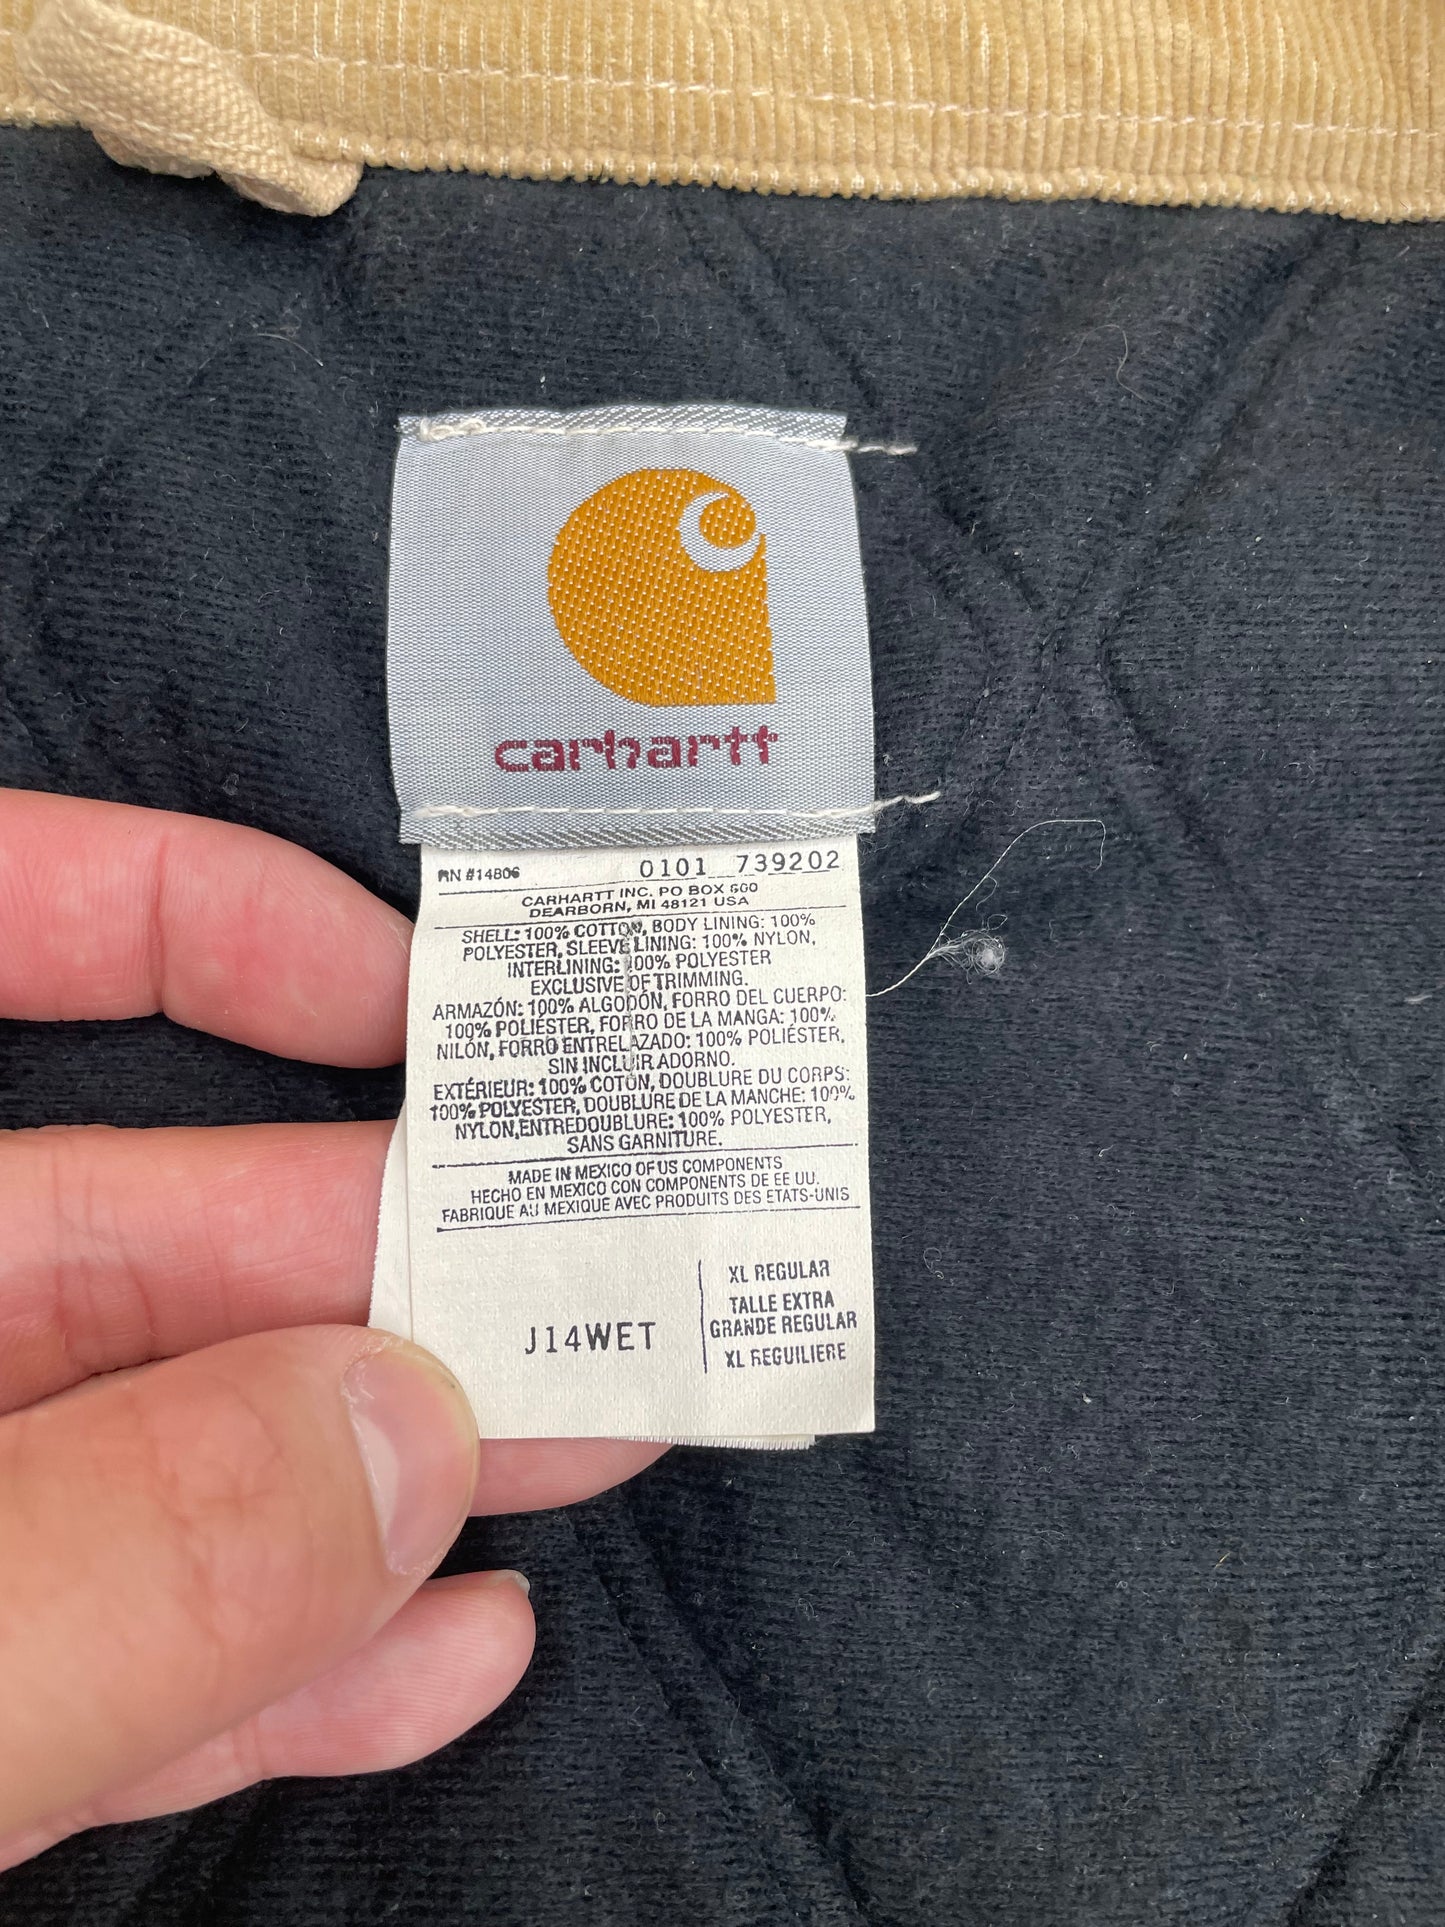 carhartt
RN #14806 0101 739202
CARHARTT INC. PO BOX 600
DEARBORN, MI 48121 USA
SHELL: 100% COTTON, BODY LINING: 100%
POLYESTER, SLEEVE LINING: 100% NYLON,
INTERLINING: 100% POLYESTER
EXCLUSIVE OF TRIMMING.
ARMAZÓN: 100% ALGODÓN, FORRO DEL CUERPO:
100% POLIÉSTER, FORRO DE LA MANGA: 100%
NILÓN, FORRO ENTRELAZADO: 100% POLIÉSTER,
SIN INCLUIR ADORNO.
EXTÉRIEUR: 100% COTON, DOUBLURE DU CORPS:
100% POLYESTER, DOUBLURE DE LA MANCHE: 100%
NYLON, ENTREDOUBLURE: 100% POLYESTER,
SANS GARNITURE.
MADE IN MEXICO OF US COMPONENTS
HECHO EN MEXICO CON COMPONENTS DE EE UU.
FABRIQUE AU MEXIQUE AVEC PRODUITS DES ETATS-UNIS
J14WET
XL REGULAR
TALLE EXTRA
GRANDE REGULAR
XL REGUILIERE